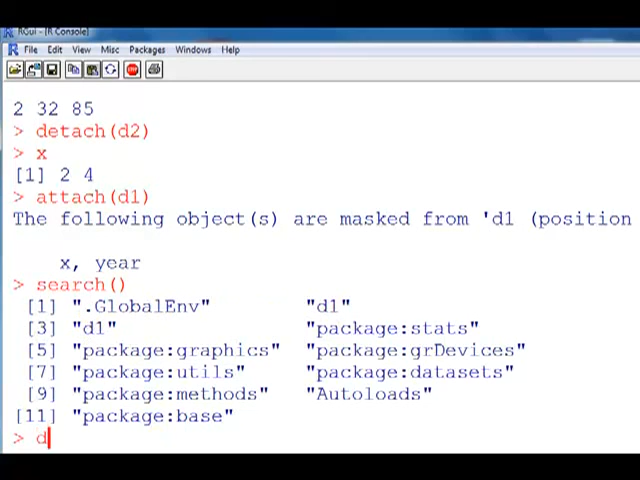 RGui - [R Console]
File Edit View Misc Packages Windows Help
STOP
2 32 85
> detach(d2)
> x
[1] 2 4
> attach(d1)
The following object(s) are masked from 'd1 (position
x, year
> search()
[1] ".GlobalEnv" "d1"
[3] "d1" "package:stats"
[5] "package:graphics" "package:grDevices"
[7] "package:utils" "package:datasets"
[9] "package:methods" "Autoloads"
[11] "package:base"
> d